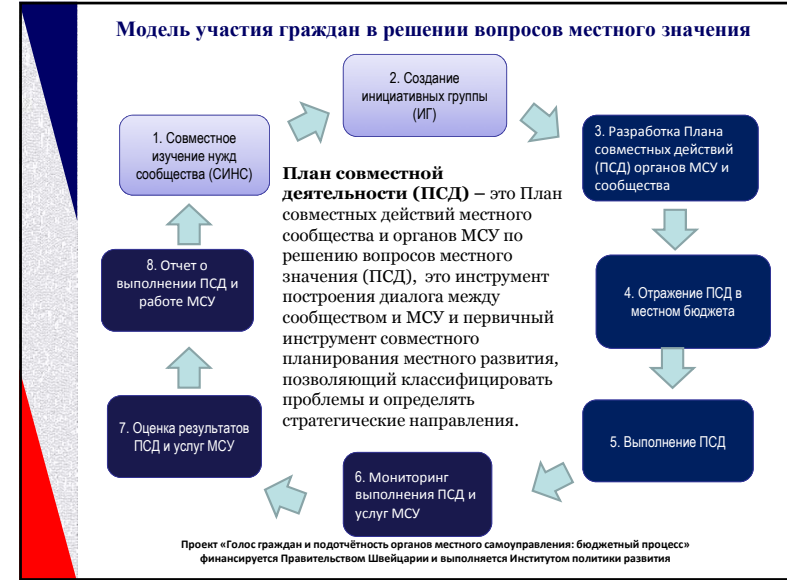 Модель участия граждан в решении вопросов местного значения
1. Совместное
изучение нужд
сообщества (СИНС)
2. Создание
инициативных группы
(ИГ)
3. Разработка Плана
совместных действий
(ПСД) органов МСУ и
сообщества
4. Отражение ПСД в
местном бюджета
5. Выполнение ПСД
6. Мониторинг
выполнения ПСД и
услуг МСУ
7. Оценка результатов
ПСД и услуг МСУ
8. Отчет о
выполнении ПСД и
работе МСУ
План совместной
деятельности (ПСД) – это План
совместных действий местного
сообщества и органов МСУ по
решению вопросов местного
значения (ПСД), это инструмент
построения диалога между
сообществом и МСУ и первичный
инструмент совместного
планирования местного развития,
позволяющий классифицировать
проблемы и определять
стратегические направления.
Проект «Голос граждан и подотчётность органов местного самоуправления: бюджетный процесс»
финансируется Правительством Швейцарии и выполняется Институтом политики развития